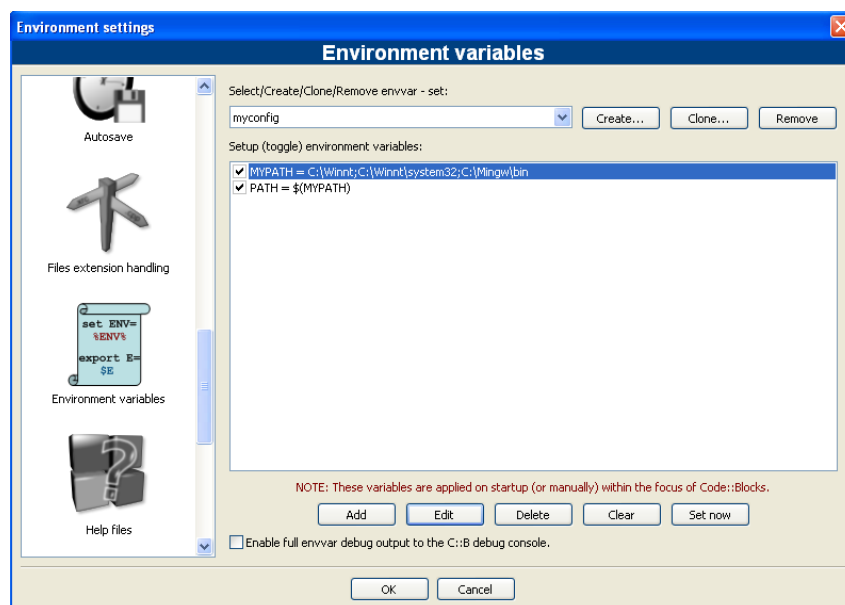 Environment settings
Environment variables
Autosave
Files extension handling
set ENV=
%ENV%
export E=
$E
Environment variables
Help files
Select/Create/Clone/Remove envvar - set:
myconfig
Create...
Clone...
Remove
Setup (toggle) environment variables:
MYPATH = C:\Winnt;C:\Winnt\system32;C:\Mingw\bin
PATH = $(MYPATH)
NOTE: These variables are applied on startup (or manually) within the focus of Code::Blocks.
Add
Edit
Delete
Clear
Set now
Enable full envvar debug output to the C::B debug console.
OK
Cancel